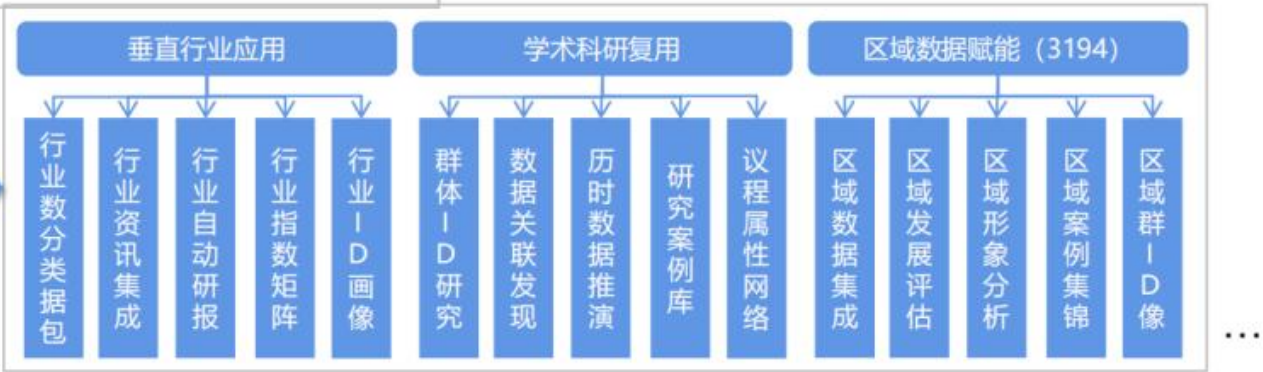 垂直行业应用
行业数分类据包
行业资讯集成
行业自动研报
行业指数矩阵
行业ID画像
学术科研复用
群体ID研究
数据关联发现
历时数据推演
研究案例库
议程属性网络
区域数据赋能（3194）
区域数据集成
区域发展评估
区域形象分析
区域案例集锦
区域群ID像
...